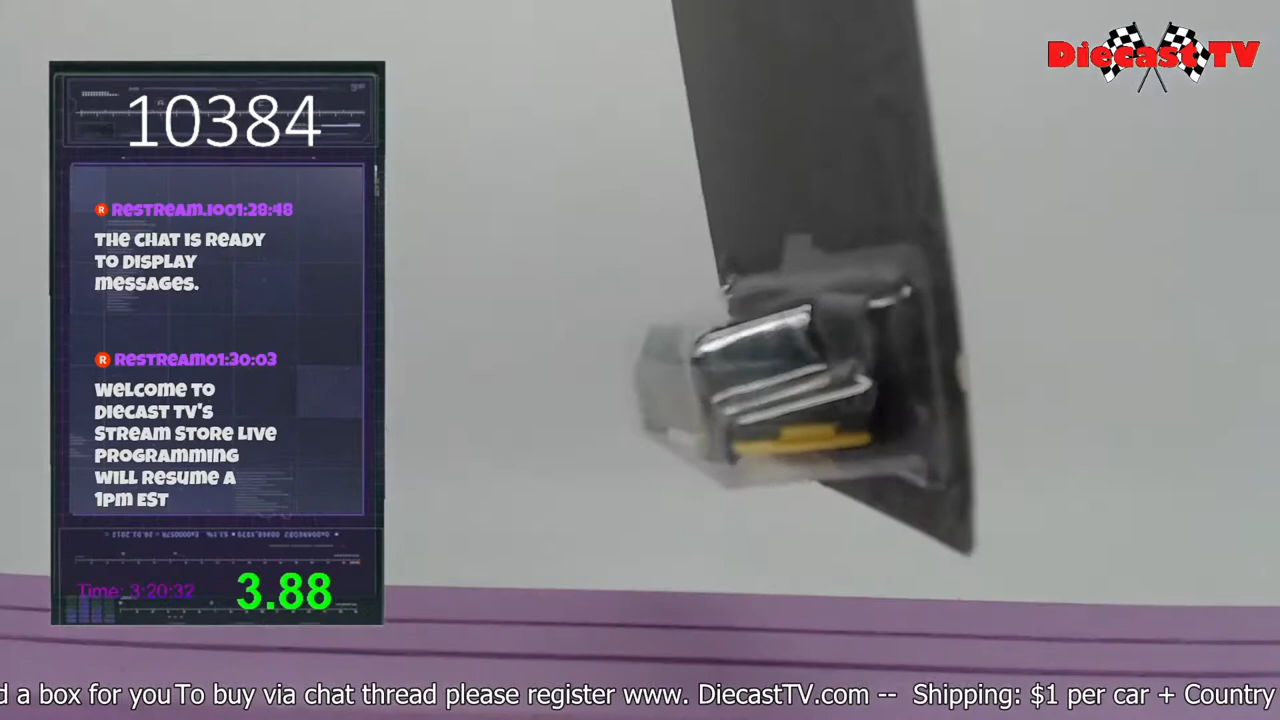 Diecast TV
10384
Restream.io01:28:48
The chat is ready
to display
messages.
Restream01:30:03
Welcome to
Diecast TV's
Stream Store Live
programming
will resume a
1pm EST
Time: 3:20:32
3.88
d a box for you To buy via chat thread please register www. DiecastTV.com -- Shipping: $1 per car + Country